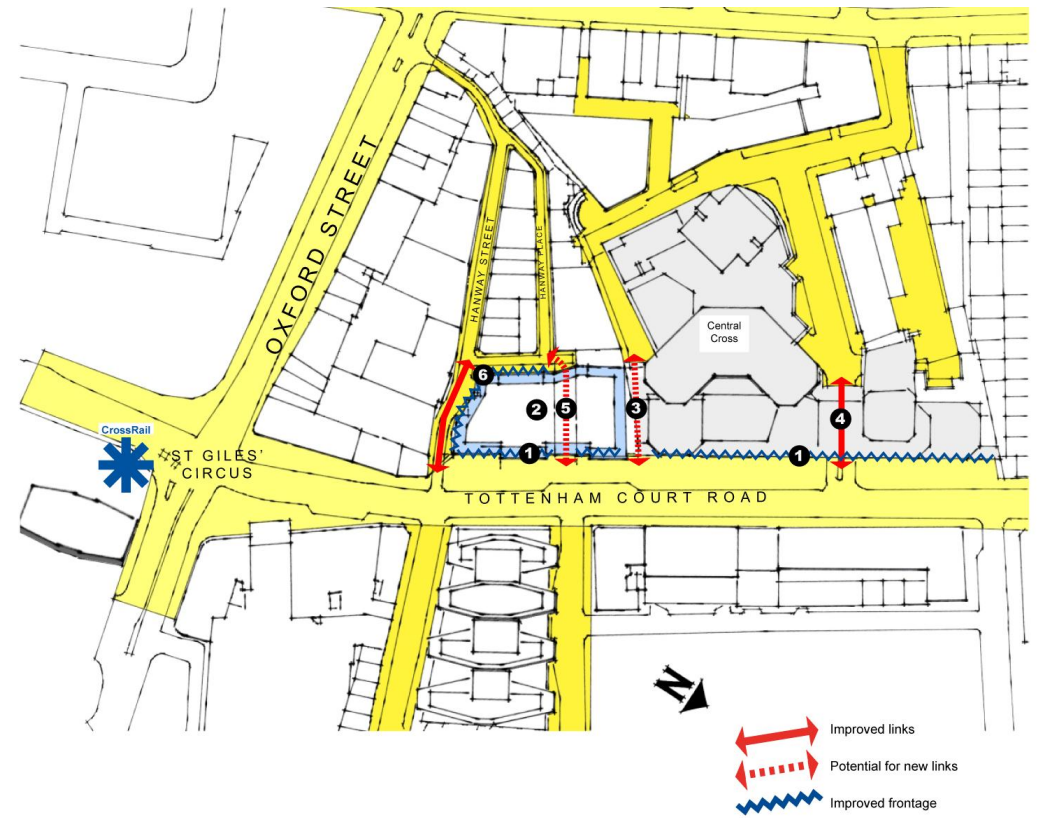 OXFORD STREET
HANWAY STREET
HANWAY PLACE
Central
Cross
6
2
5
3
4
1
1
CrossRail
ST GILES'
CIRCUS
TOTTENHAM COURT ROAD
N
Improved links
Potential for new links
Improved frontage